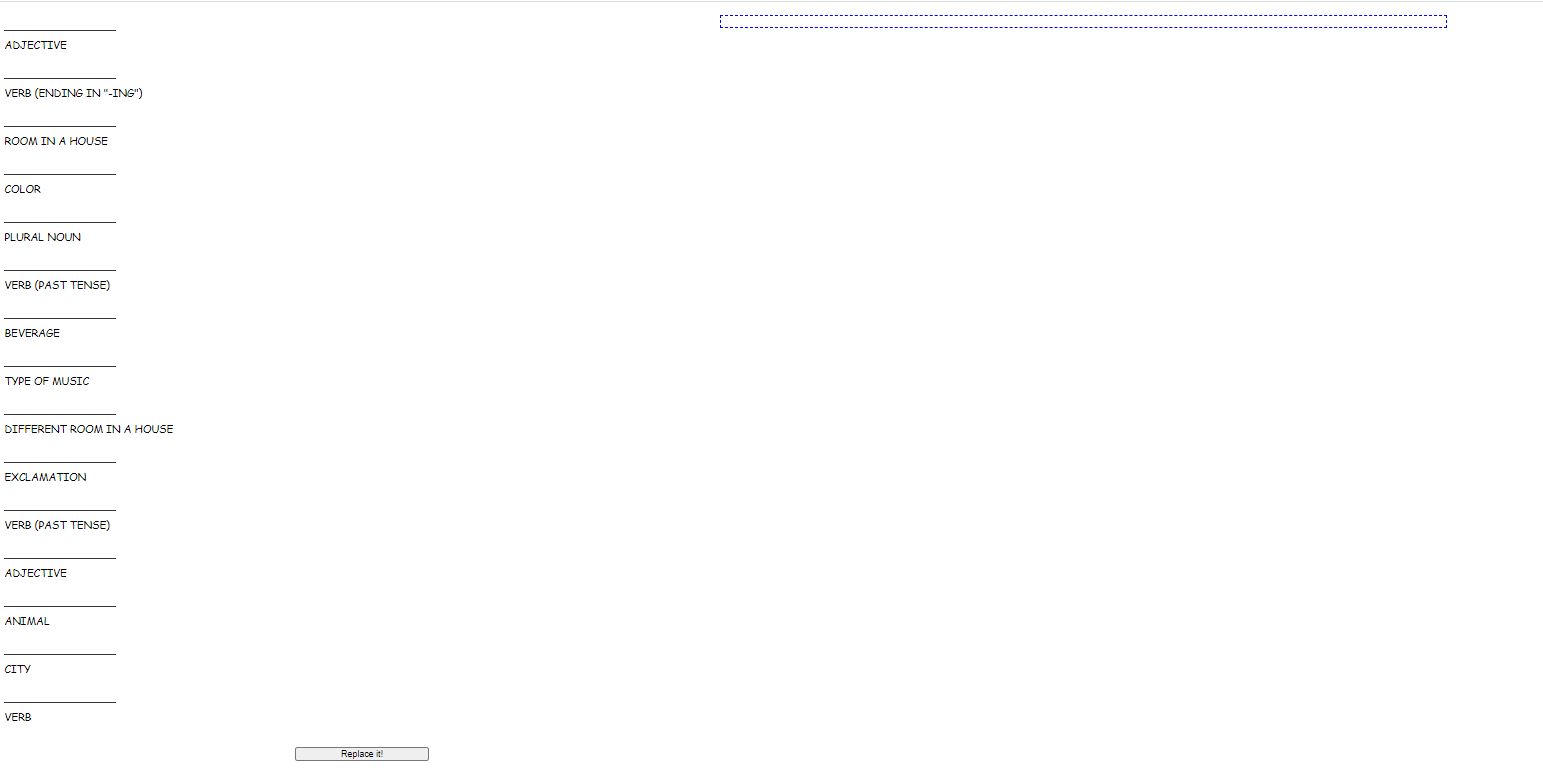 ADJECTIVE
VERB (ENDING IN "-ING")
ROOM IN A HOUSE
COLOR
PLURAL NOUN
VERB (PAST TENSE)
BEVERAGE
TYPE OF MUSIC
DIFFERENT ROOM IN A HOUSE
EXCLAMATION
VERB (PAST TENSE)
ADJECTIVE
ANIMAL
CITY
VERB
Replace it!